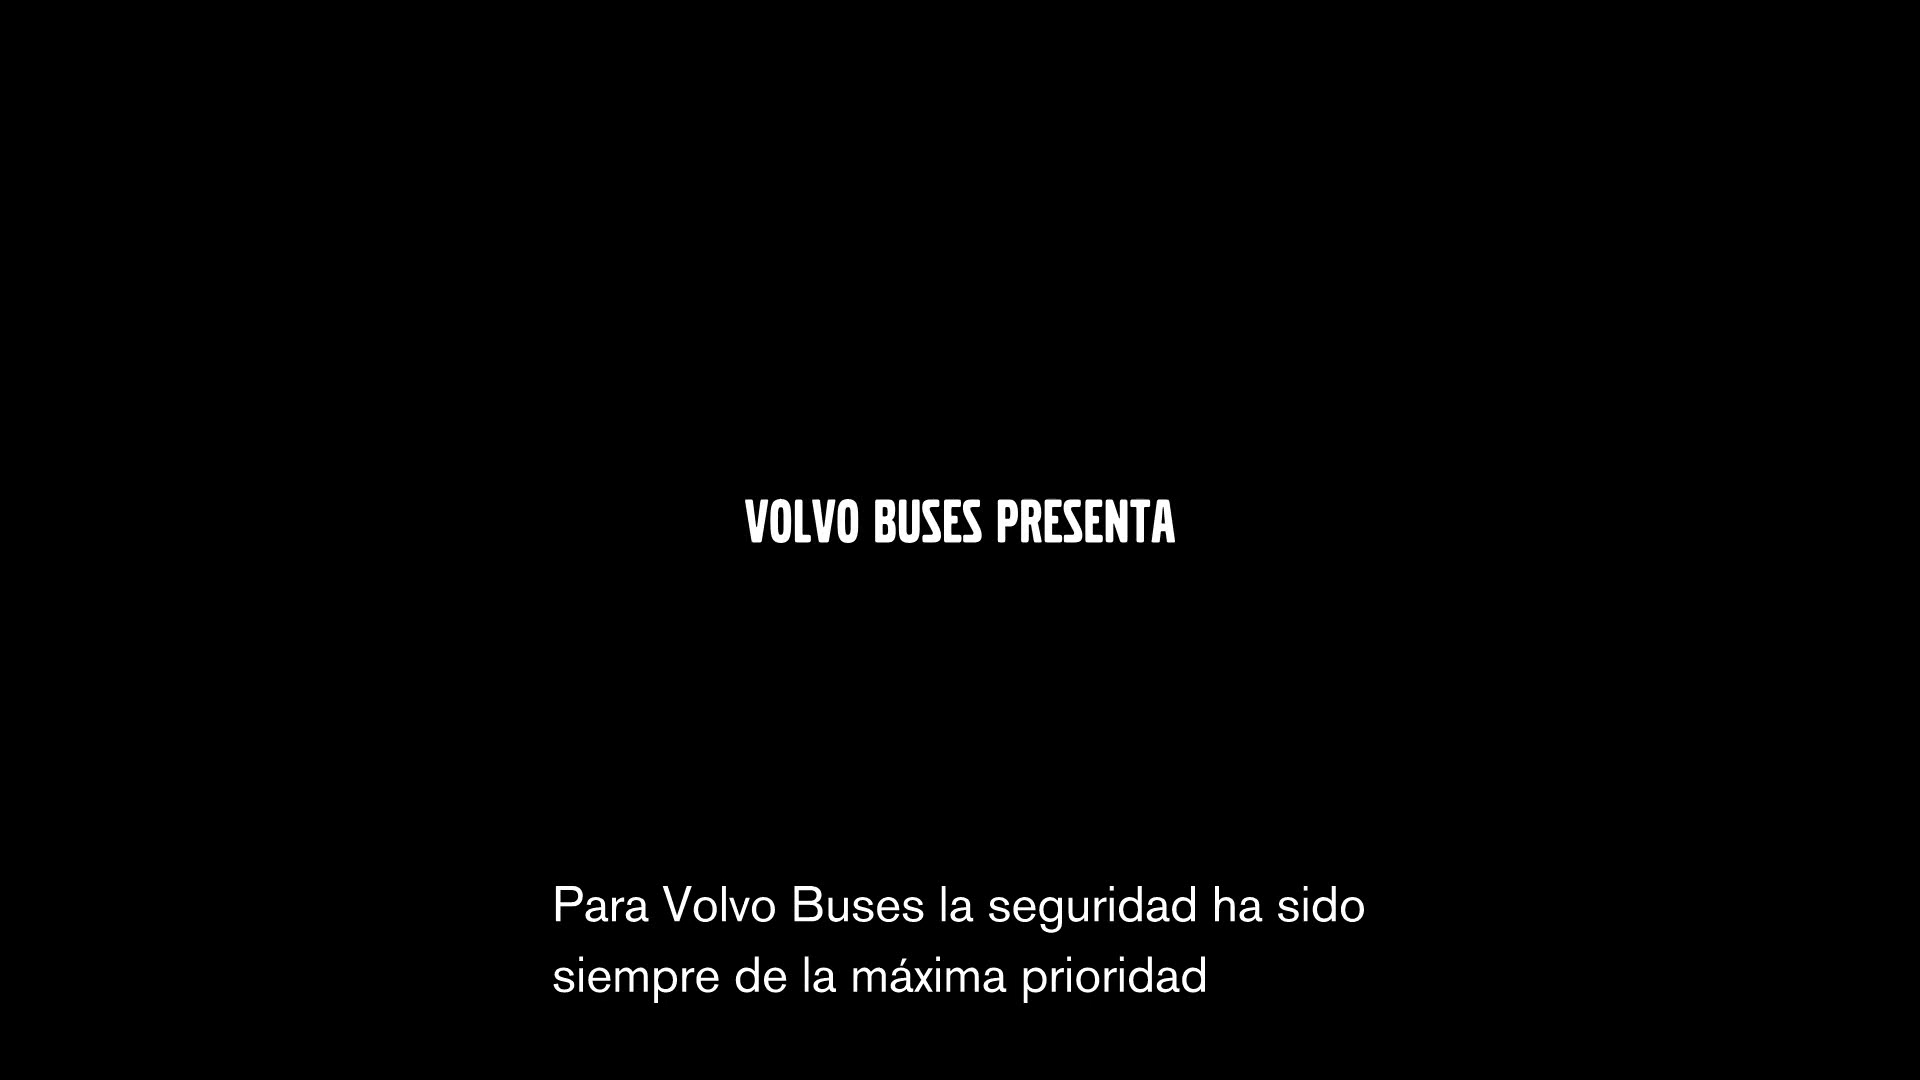 VOLVO BUSES PRESENTA
Para Volvo Buses la seguridad ha sido
siempre de la máxima prioridad